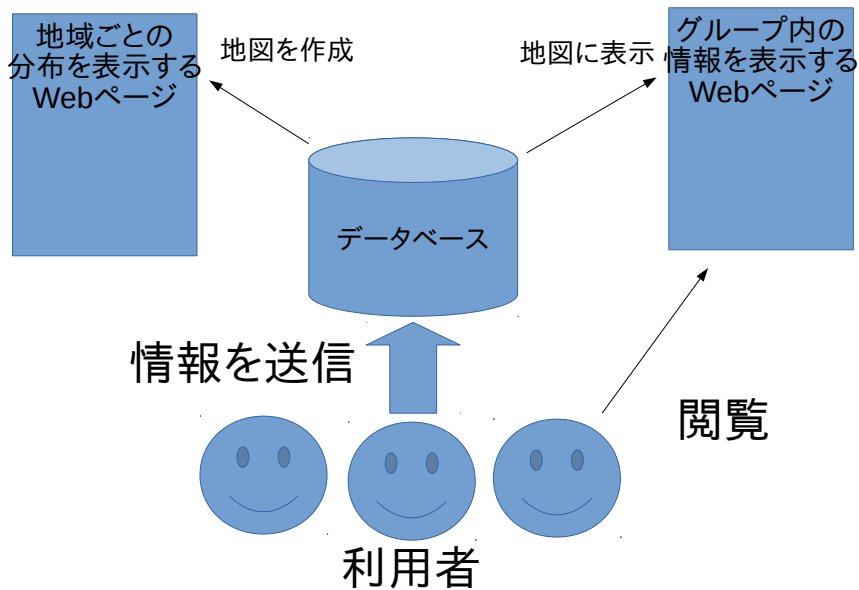 地域ごとの
分布を表示する
Webページ
地図を作成
地図に表示
グループ内の
情報を表示する
Webページ
データベース
情報を送信
閲覧
利用者